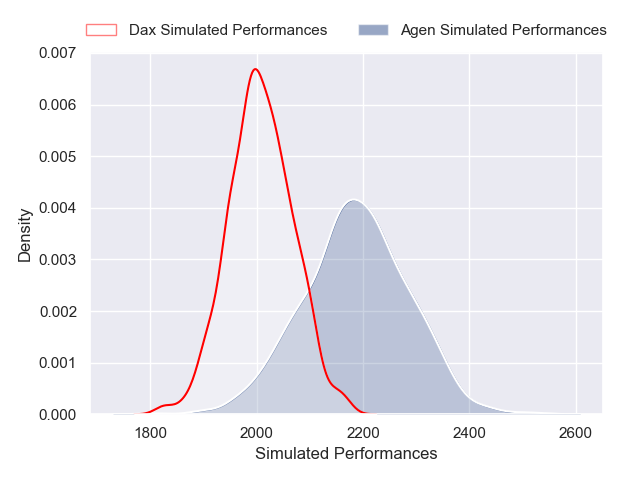 Dax Simulated Performances Agen Simulated Performances
0.007
0.006
0.005
0.004
0.003
0.002
0.001
0.000
Density
1800 2000 2200 2400 2600
Simulated Performances